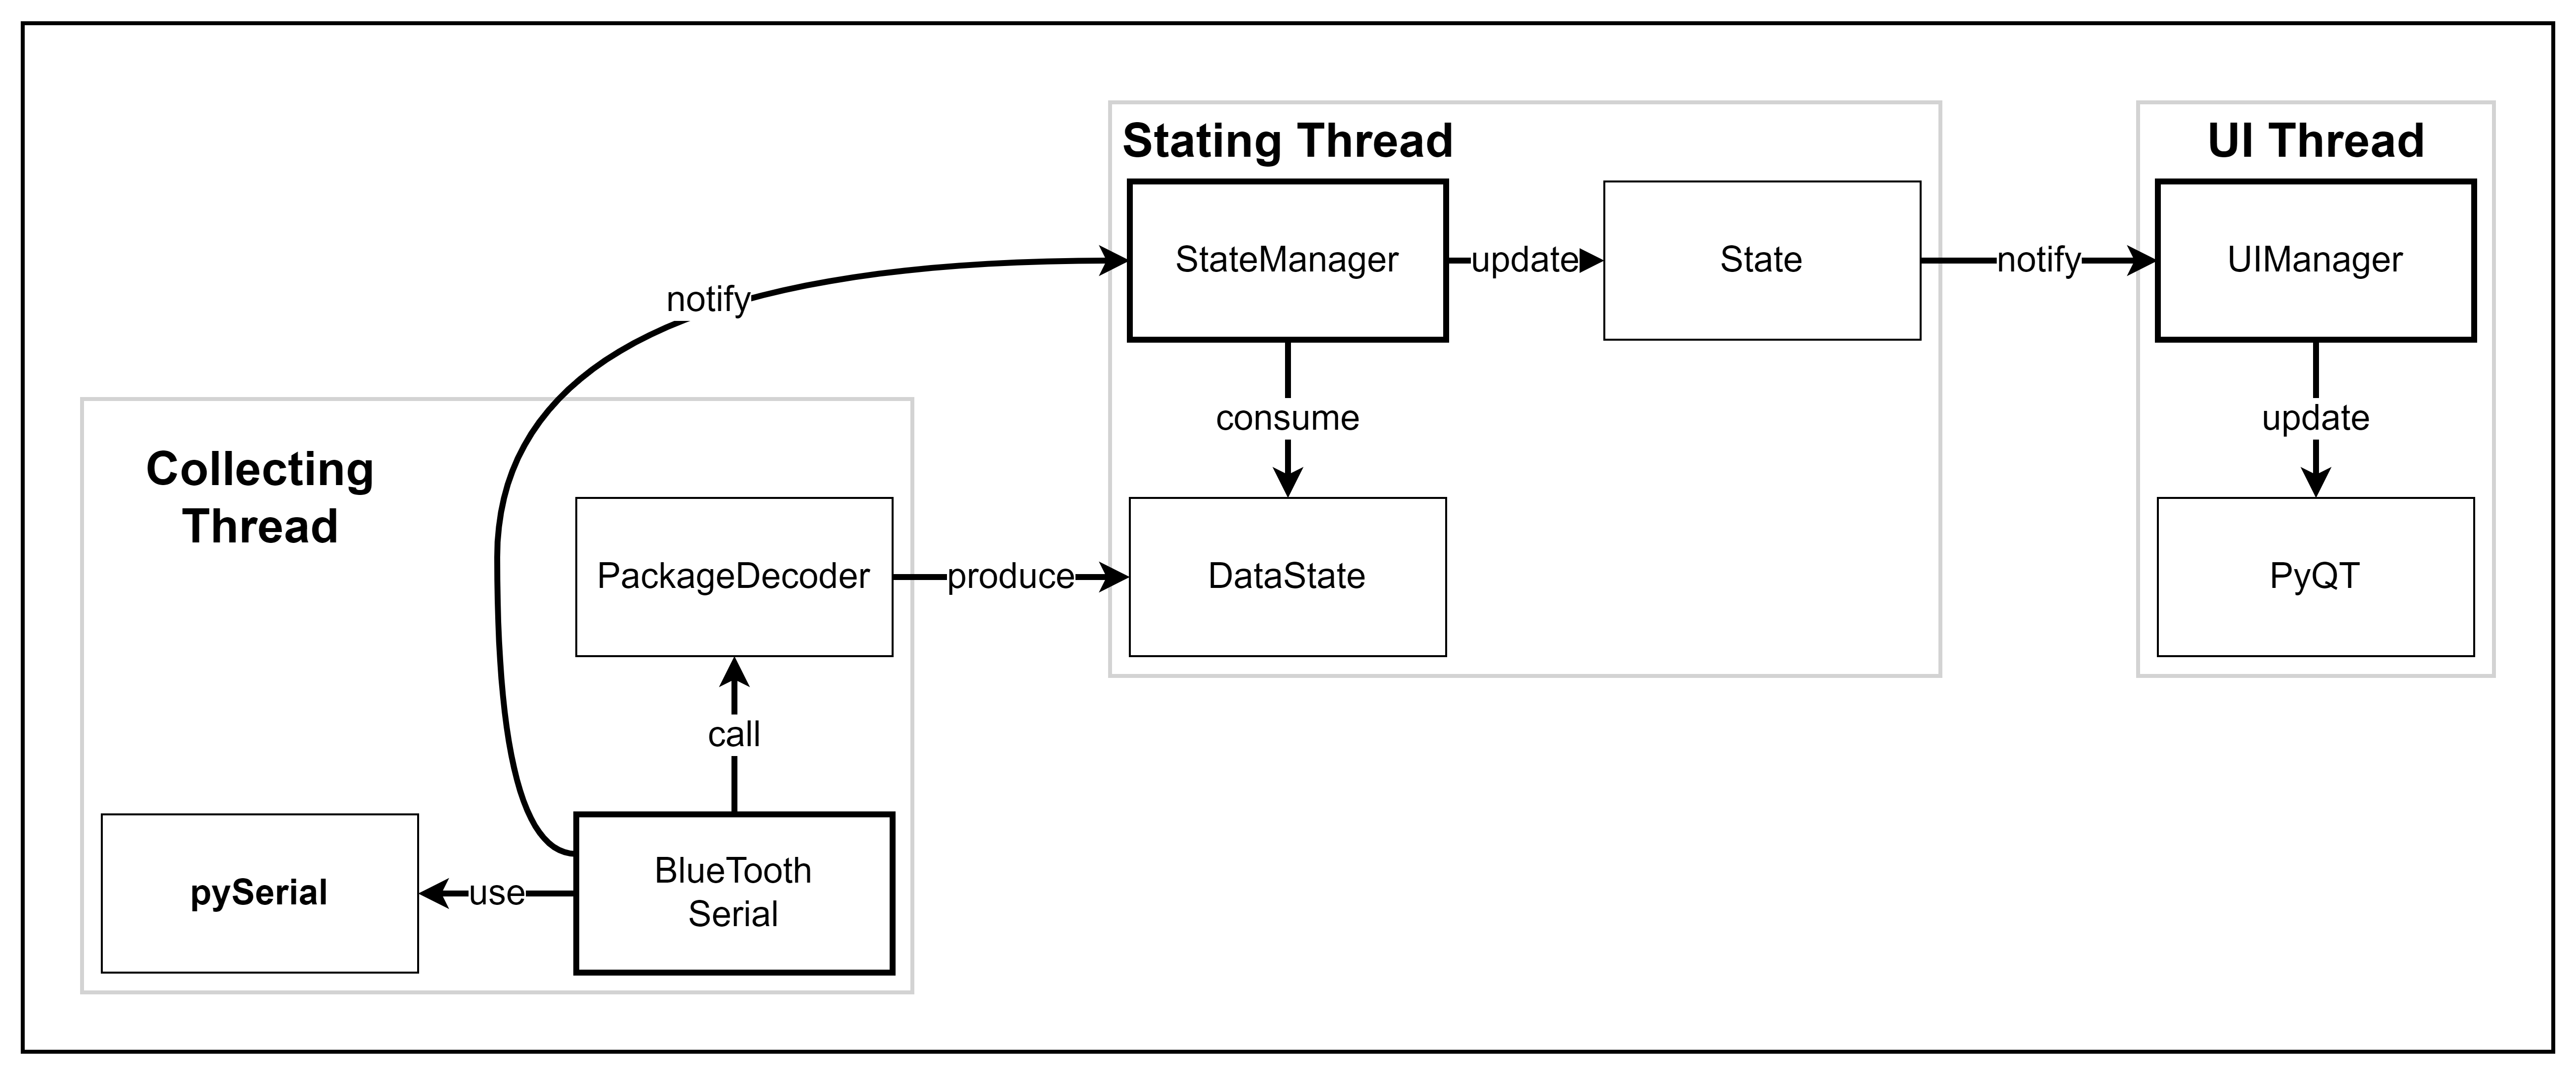 Stating Thread
UI Thread
StateManager
update
State
notify
UIManager
notify
consume
update
Collecting
Thread
PackageDecoder
produce
DataState
PyQT
call
pySerial
use
BlueTooth
Serial